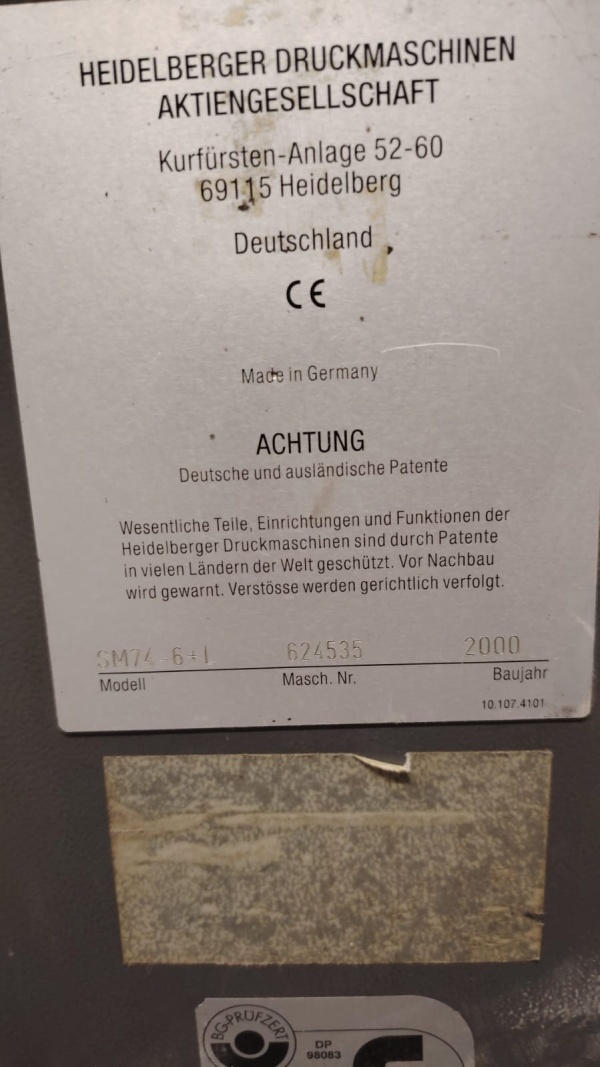 HEIDELBERGER DRUCKMASCHINEN
AKTIENGESELLSCHAFT
Kurfürsten-Anlage 52-60
69115 Heidelberg
Deutschland
CE
Made in Germany
ACHTUNG
Deutsche und ausländische Patente
Wesentliche Teile, Einrichtungen und Funktionen der
Heidelberger Druckmaschinen sind durch Patente
in vielen Ländern der Welt geschützt. Vor Nachbau
wird gewarnt. Verstösse werden gerichtlich verfolgt.
SM74-6+L 624535 2000
Modell Masch. Nr. Baujahr
10.107.4101
BG-PRÜFZERT
DP
98083